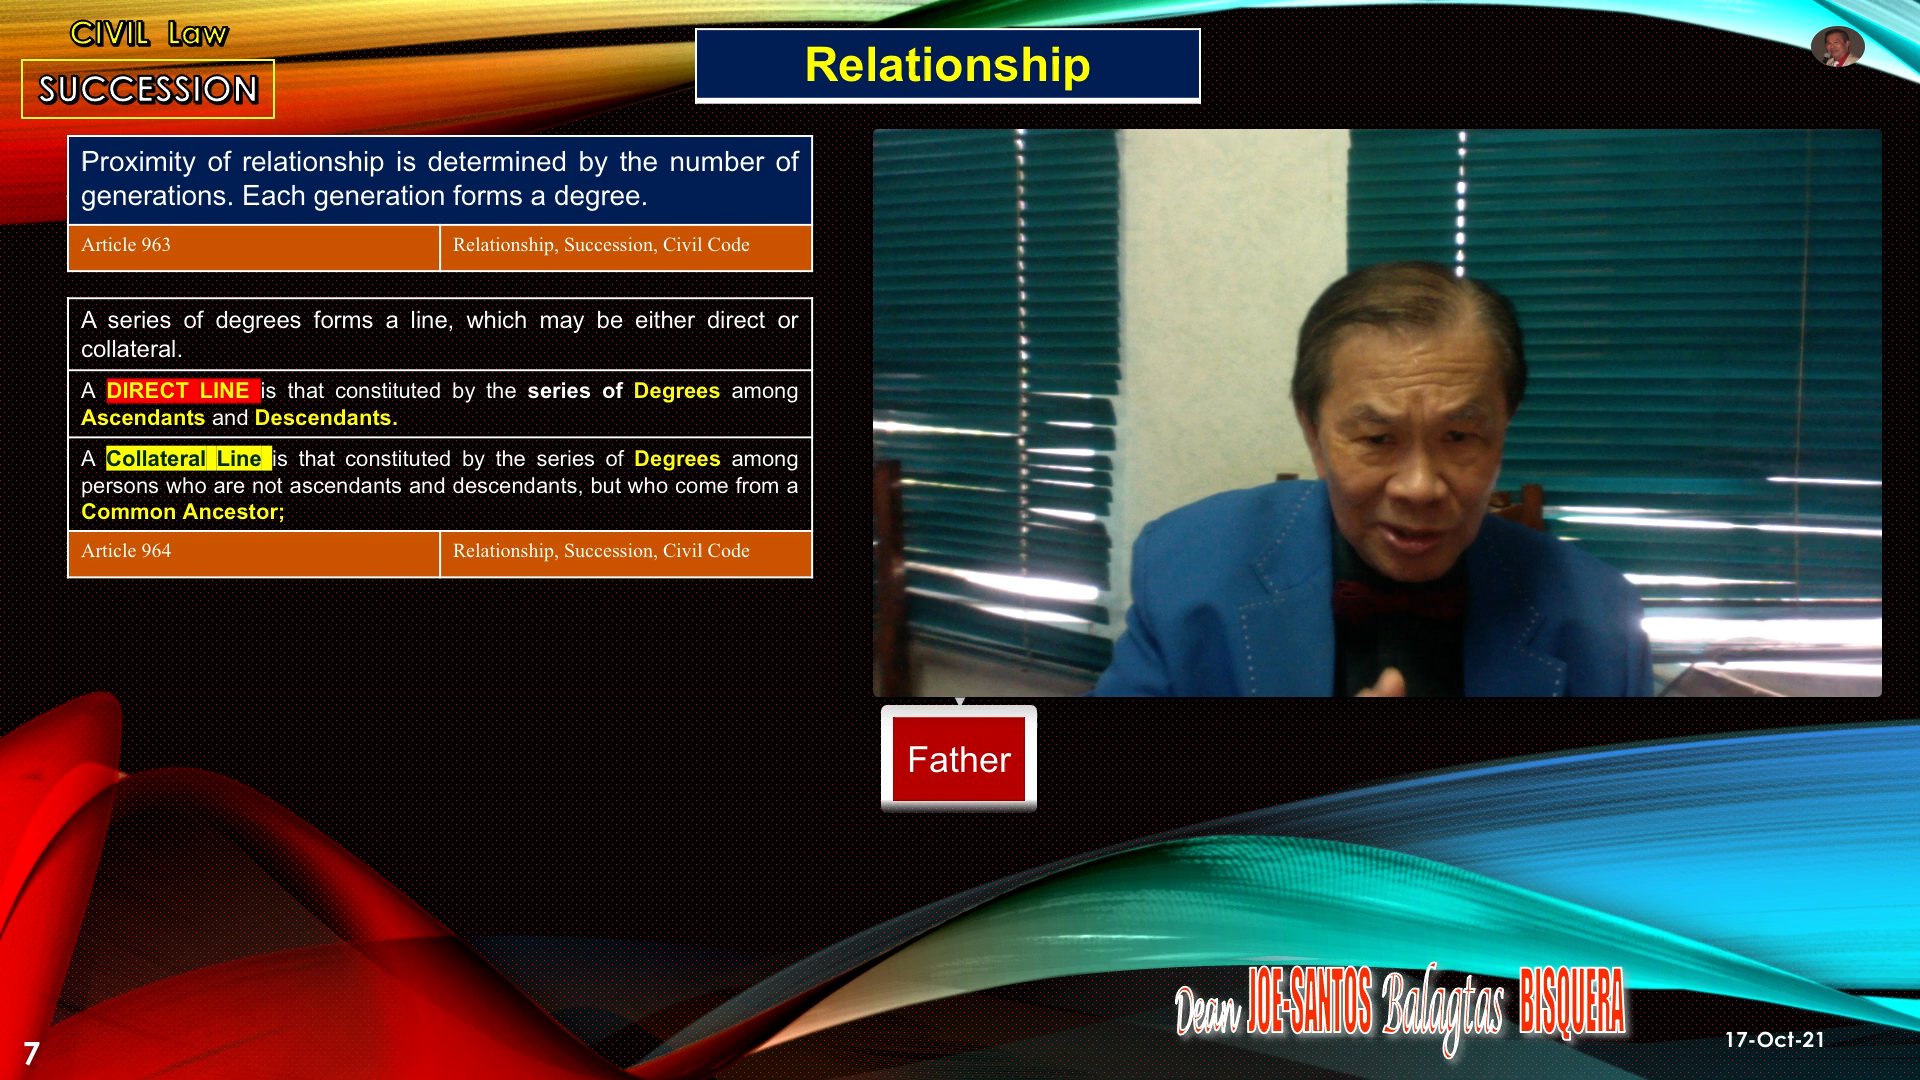 CIVIL Law
SUCCESSION
Relationship
Proximity of relationship is determined by the number of
generations. Each generation forms a degree.
Article 963
Relationship, Succession, Civil Code
A series of degrees forms a line, which may be either direct or
collateral.
A DIRECT LINE is that constituted by the series of Degrees among
Ascendants and Descendants.
A Collateral Line is that constituted by the series of Degrees among
persons who are not ascendants and descendants, but who come from a
Common Ancestor;
Article 964
Relationship, Succession, Civil Code
Father
Dean JOE-SANTOS Balagtas BISQUERA
17-Oct-21
7